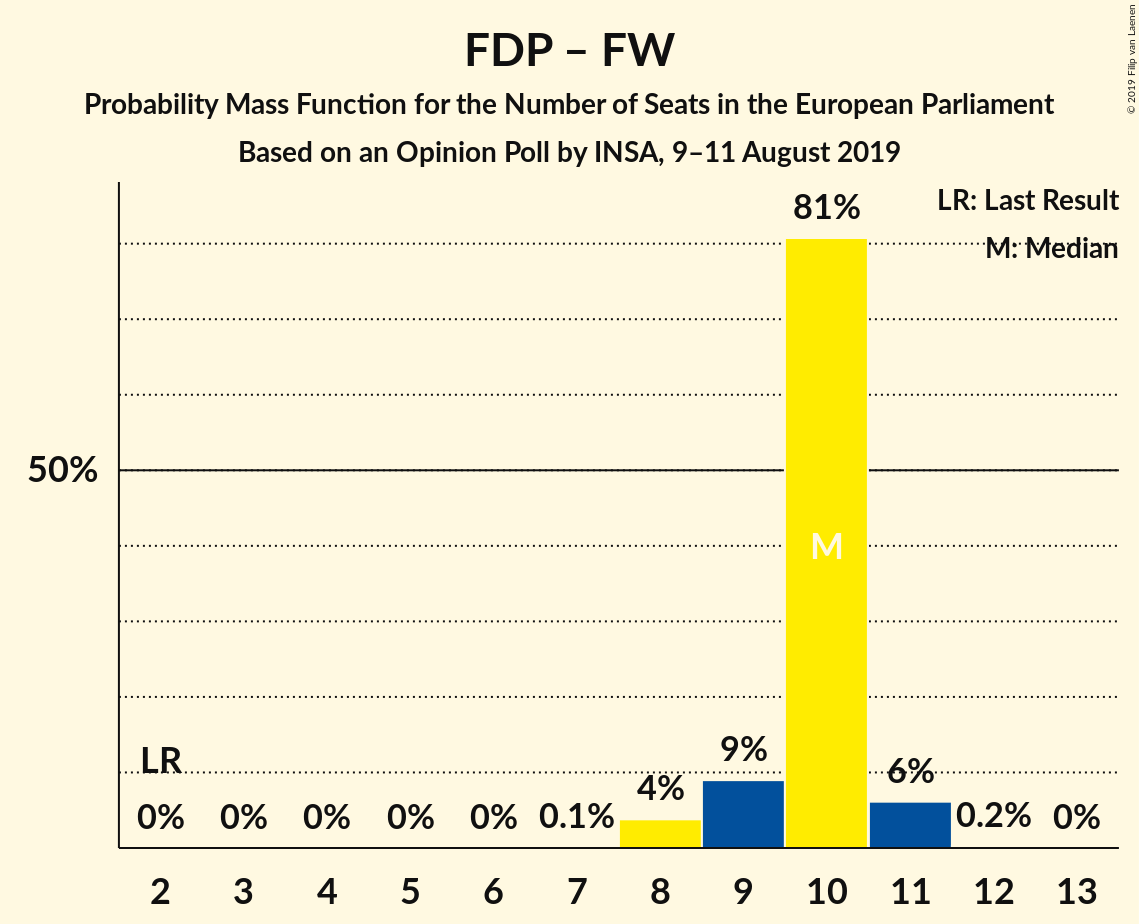 FDP – FW
Probability Mass Function for the Number of Seats in the European Parliament
Based on an Opinion Poll by INSA, 9–11 August 2019
© 2019 Filip van Laenen
LR: Last Result
M: Median
81%
50%
M
LR
9%
6%
4%
0% 0% 0% 0% 0% 0.1% 0.2% 0%
2 3 4 5 6 7 8 9 10 11 12 13